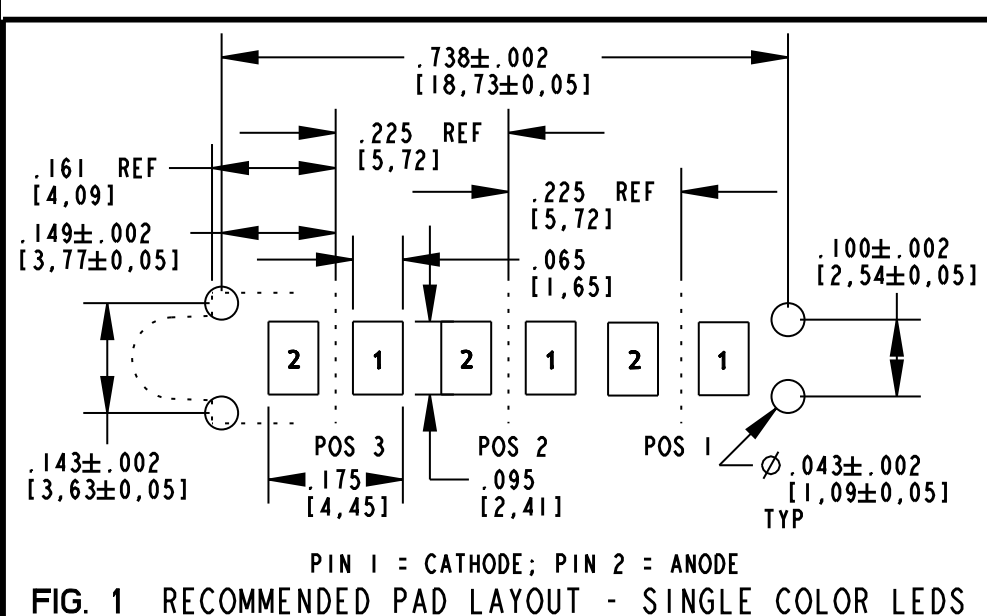 .738±.002
[18,73±0,05]
.225 REF
[5,72]
.161 REF
[4,09]
.225 REF
[5,72]
.149±.002
[3,77±0,05]
.065
[1,65]
.100±.002
[2,54±0,05]
2 1 2 1 2 1
POS 3 POS 2 POS 1
.143±.002
[3,63±0,05]
.175
[4,45]
.095
[2,41]
Ø .043±.002
[1,09±0,05]
TYP
PIN 1 = CATHODE; PIN 2 = ANODE
FIG. 1 RECOMMENDED PAD LAYOUT - SINGLE COLOR LEDS